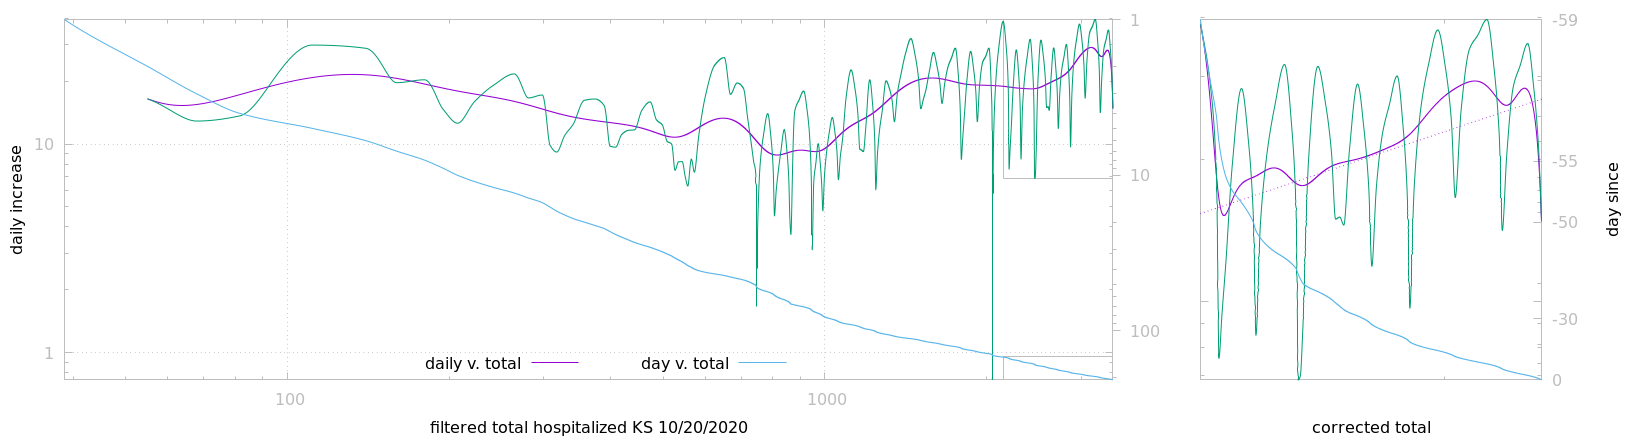 daily increase
10
1
100
1000
1
10
100
daily v. total
day v. total
filtered total hospitalized KS 10/20/2020
-59
-55
-50
-30
0
day since
corrected total